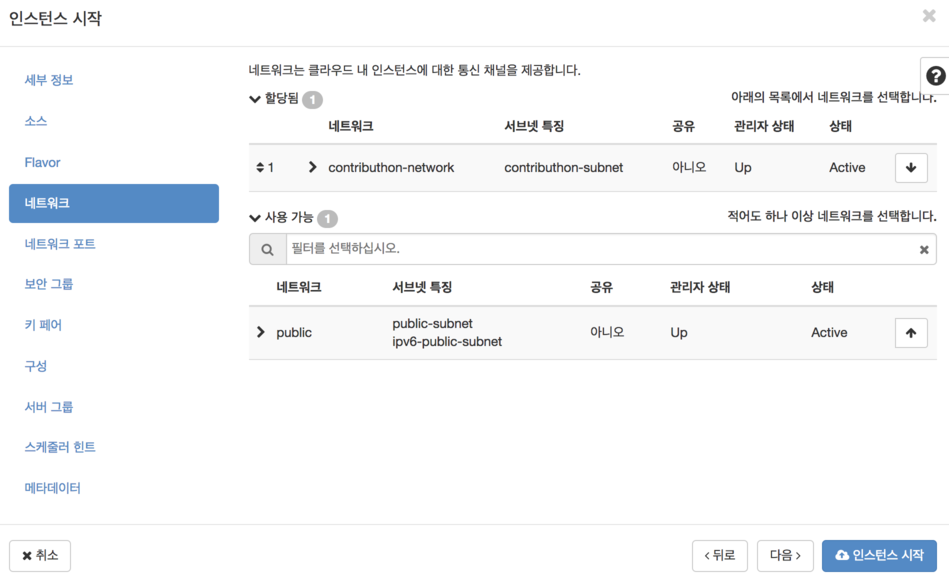 인스턴스 시작
세부 정보
소스
Flavor
네트워크
네트워크 포트
보안 그룹
키 페어
구성
서버 그룹
스케줄러 힌트
메타데이터
네트워크는 클라우드 내 인스턴스에 대한 통신 채널을 제공합니다.
할당됨 1
아래의 목록에서 네트워크를 선택합니다.
네트워크 서브넷 특징 공유 관리자 상태 상태
1 contributhon-network contributhon-subnet 아니오 Up Active
사용 가능 1
적어도 하나 이상 네트워크를 선택합니다.
필터를 선택하십시오.
네트워크 서브넷 특징 공유 관리자 상태 상태
public public-subnet 아니오 Up Active
ipv6-public-subnet
취소
뒤로
다음
인스턴스 시작